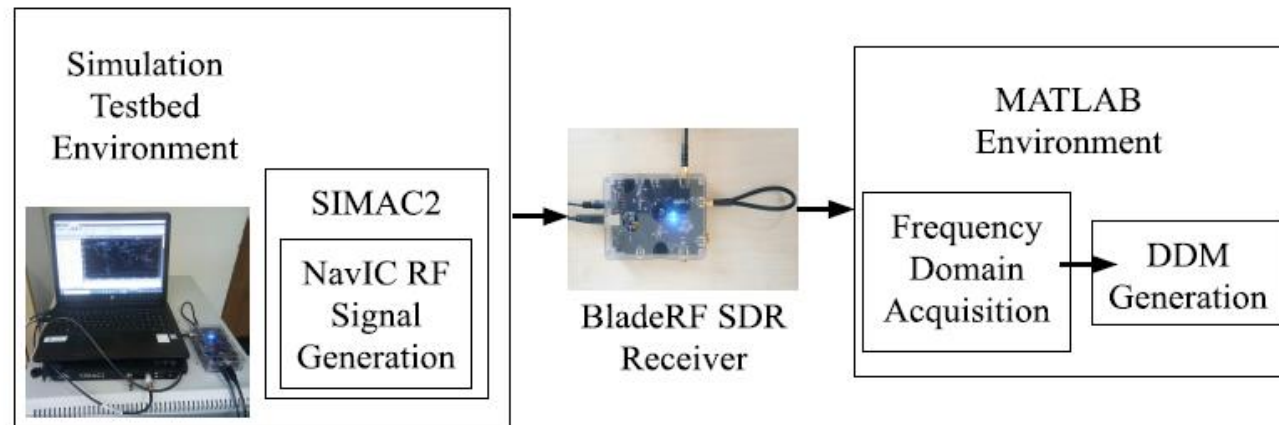 Simulation
Testbed
Environment
SIMAC2
NavIC RF
Signal
Generation
BladeRF SDR
Receiver
MATLAB
Environment
Frequency
Domain
Acquisition
DDM
Generation